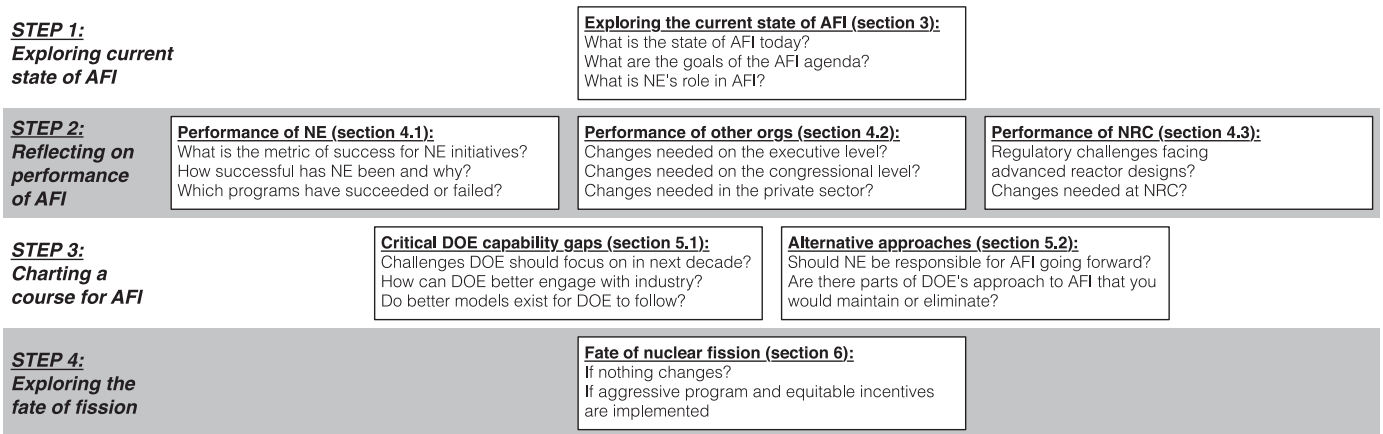 STEP 1:
Exploring current
state of AFI
Exploring the current state of AFI (section 3):
What is the state of AFI today?
What are the goals of the AFI agenda?
What is NE's role in AFI?
STEP 2:
Reflecting on
performance
of AFI
Performance of NE (section 4.1):
What is the metric of success for NE initiatives?
How successful has NE been and why?
Which programs have succeeded or failed?
Performance of other orgs (section 4.2):
Changes needed on the executive level?
Changes needed on the congressional level?
Changes needed in the private sector?
Performance of NRC (section 4.3):
Regulatory challenges facing
advanced reactor designs?
Changes needed at NRC?
STEP 3:
Charting a
course for AFI
Critical DOE capability gaps (section 5.1):
Challenges DOE should focus on in next decade?
How can DOE better engage with industry?
Do better models exist for DOE to follow?
Alternative approaches (section 5.2):
Should NE be responsible for AFI going forward?
Are there parts of DOE's approach to AFI that you
would maintain or eliminate?
STEP 4:
Exploring the
fate of fission
Fate of nuclear fission (section 6):
If nothing changes?
If aggressive program and equitable incentives
are implemented